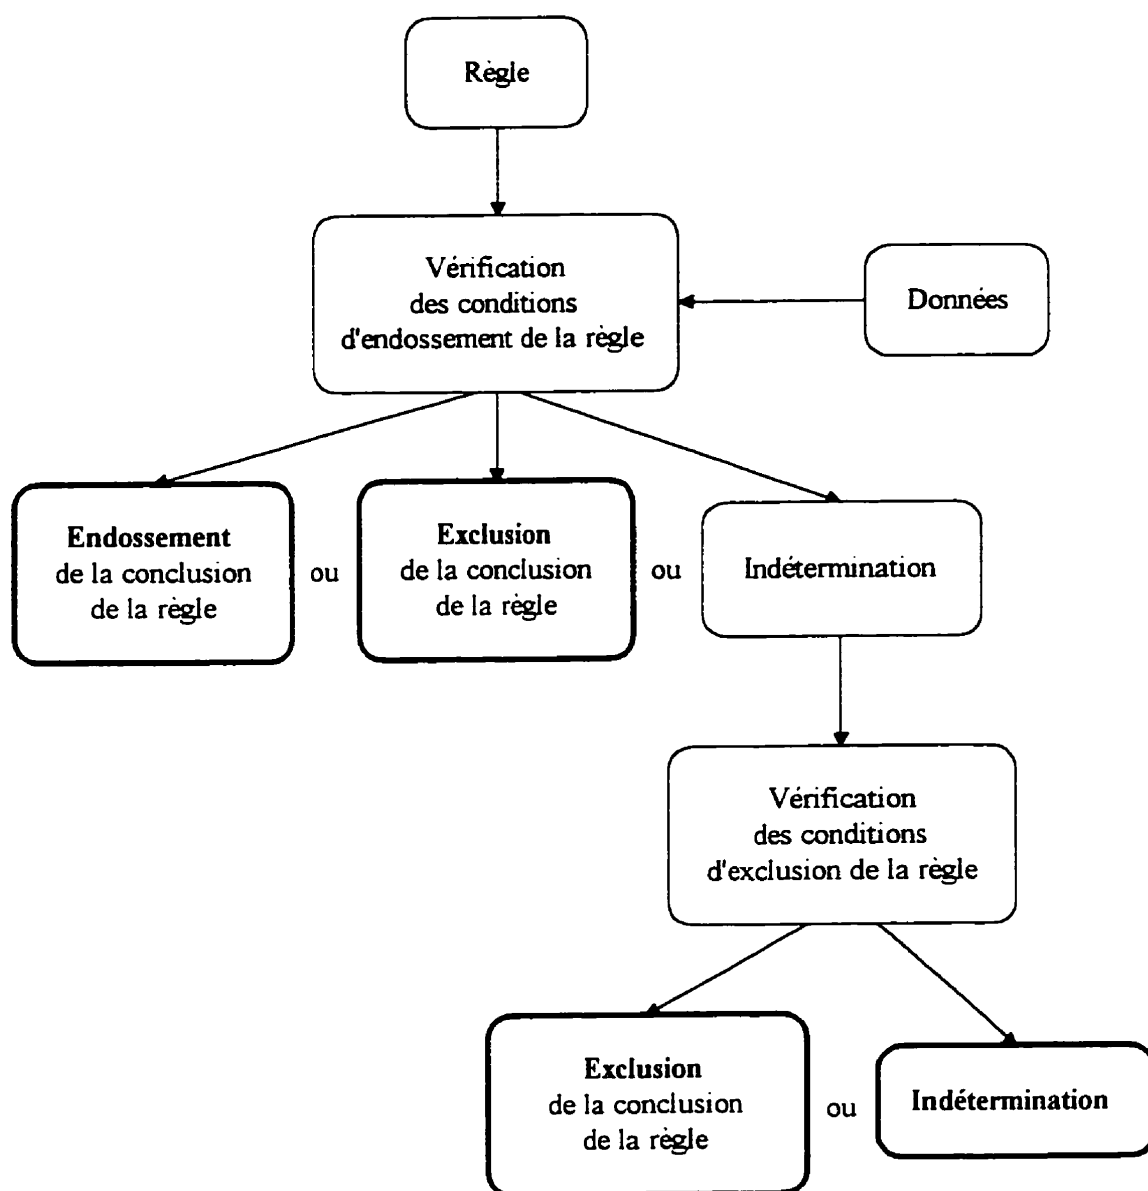 Règle
Vérification
des conditions
d'endossement de la règle
Données
Endossement
de la conclusion
de la règle
ou
Exclusion
de la conclusion
de la règle
ou
Indétermination
Vérification
des conditions
d'exclusion de la règle
Exclusion
de la conclusion
de la règle
ou
Indétermination